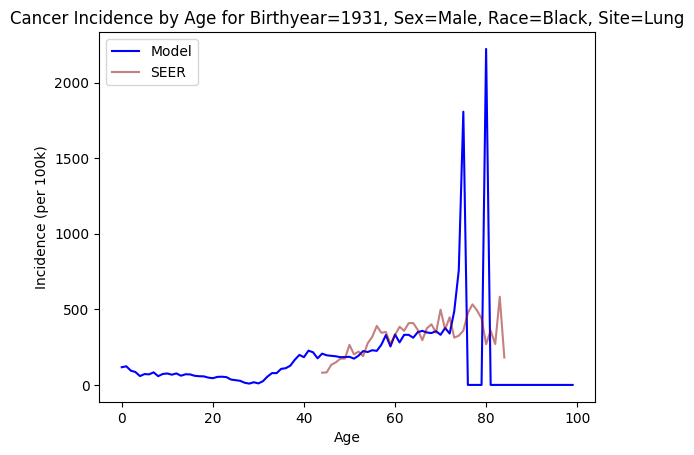 Cancer Incidence by Age for Birthyear=1931, Sex=Male, Race=Black, Site=Lung
Model
SEER
2000
1500
1000
500
0
Incidence (per 100k)
0 20 40 60 80 100
Age